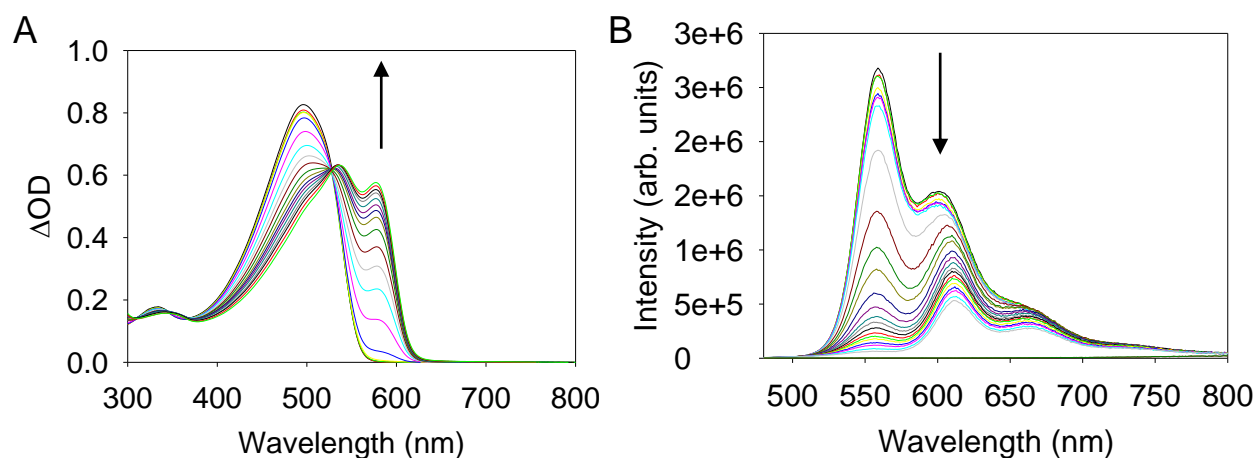 A
1.0
0.8
0.6
0.4
0.2
0.0
ΔOD
300 400 500 600 700 800
Wavelength (nm)
B
3e+6
3e+6
2e+6
2e+6
1e+6
5e+5
0
Intensity (arb. units)
500 550 600 650 700 750 800
Wavelength (nm)